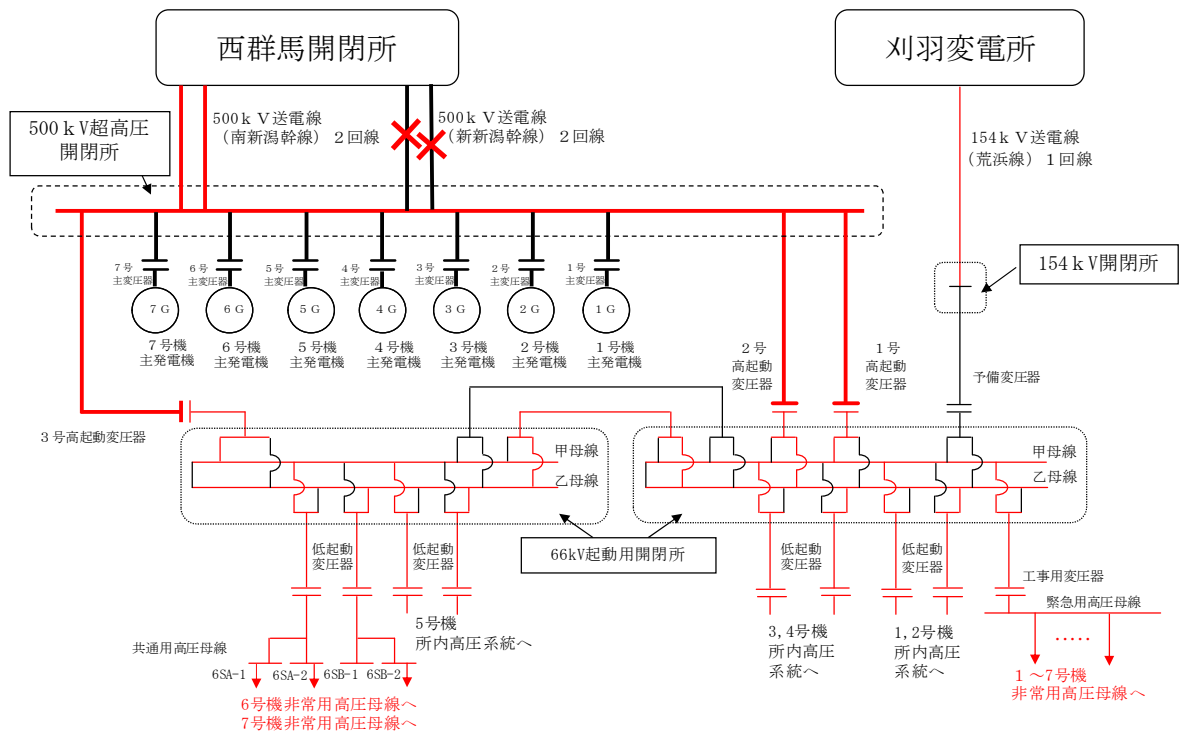 西群馬開閉所
刈羽変電所
500ｋV送電線
（南新潟幹線）２回線
500ｋV送電線
（新新潟幹線）２回線
154ｋV送電線
（荒浜線）１回線
500ｋV超高圧
開閉所
154ｋV開閉所
7号
主変圧器
6号
主変圧器
5号
主変圧器
4号
主変圧器
3号
主変圧器
2号
主変圧器
1号
主変圧器
7G
6G
5G
4G
3G
2G
1G
7号機
主発電機
6号機
主発電機
5号機
主発電機
4号機
主発電機
3号機
主発電機
2号機
主発電機
1号機
主発電機
2号
高起動
変圧器
1号
高起動
変圧器
予備変圧器
3号高起動変圧器
甲母線
乙母線
甲母線
乙母線
66kV起動用開閉所
低起動
変圧器
低起動
変圧器
低起動
変圧器
低起動
変圧器
工事用変圧器
緊急用高圧母線
5号機
所内高圧系統へ
3,4号機
所内高圧
系統へ
1,2号機
所内高圧
系統へ
共通用高圧母線
6SA-1
6SA-2
6SB-1
6SB-2
6号機非常用高圧母線へ
7号機非常用高圧母線へ
.....
1～7号機
非常用高圧母線へ